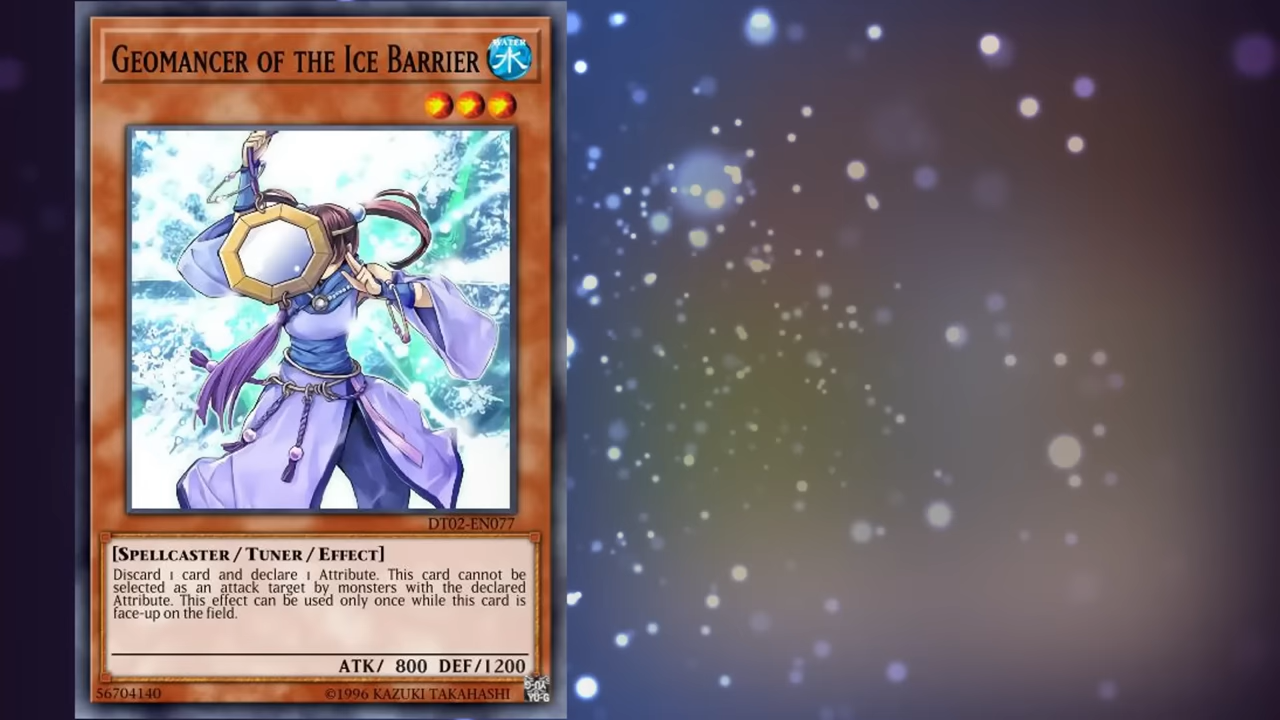 Geomancer of the Ice Barrier
WATER
水
DT02-EN077
[Spellcaster / Tuner / Effect]
Discard 1 card and declare 1 Attribute. This card cannot be
selected as an attack target by monsters with the declared
Attribute. This effect can be used only once while this card is
face-up on the field.
ATK/ 800 DEF/1200
56704140
©1996 KAZUKI TAKAHASHI